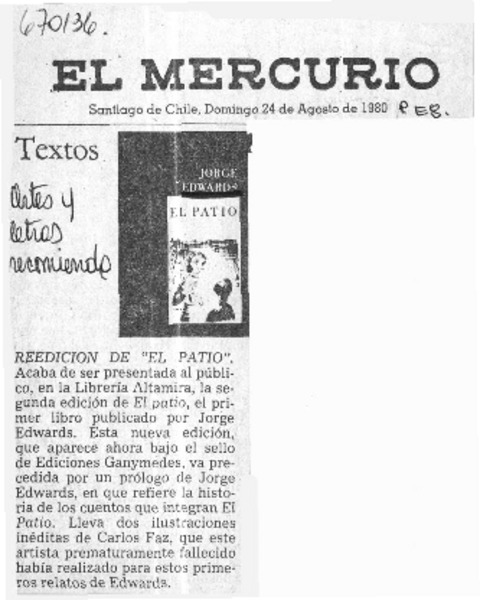 670136.
EL MERCURIO
Santiago de Chile, Domingo 24 de Agosto de 1980
Textos
Artes y
letras
recomienda
JORGE
EDWARDS
EL PATIO
REEDICION DE "EL PATIO".
Acaba de ser presentada al públi-
co, en la Librería Altamira, la se-
gunda edición de El patio, el pri-
mer libro publicado por Jorge
Edwards. Esta nueva edición,
que aparece ahora bajo el sello
de Ediciones Ganymedes, va pre-
cedida por un prólogo de Jorge
Edwards, en que refiere la histo-
ria de los cuentos que integran El
Patio. Lleva dos ilustraciones
inéditas de Carlos Faz, que este
artista prematuramente fallecido
había realizado para estos prime-
ros relatos de Edwards.